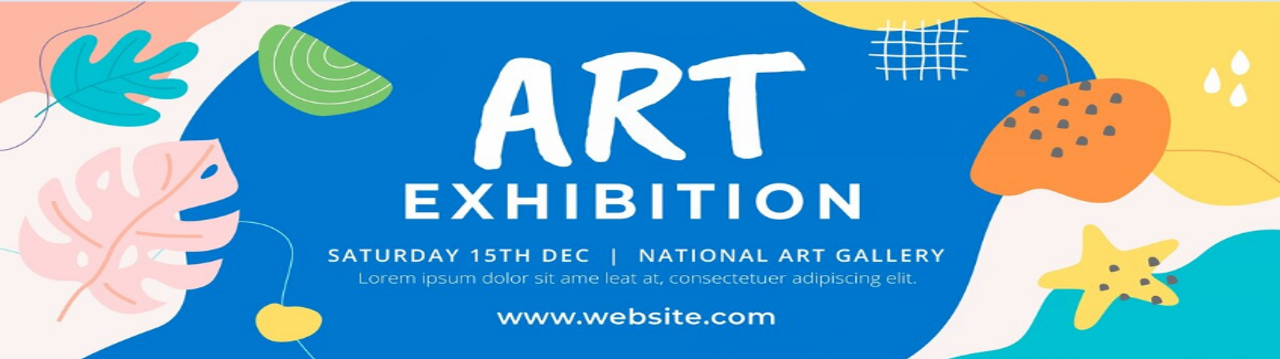 ART
EXHIBITION
SATURDAY 15TH DEC | NATIONAL ART GALLERY
Lorem ipsum dolor sit ame leat at, consectetuer adipiscing elit.
www.website.com